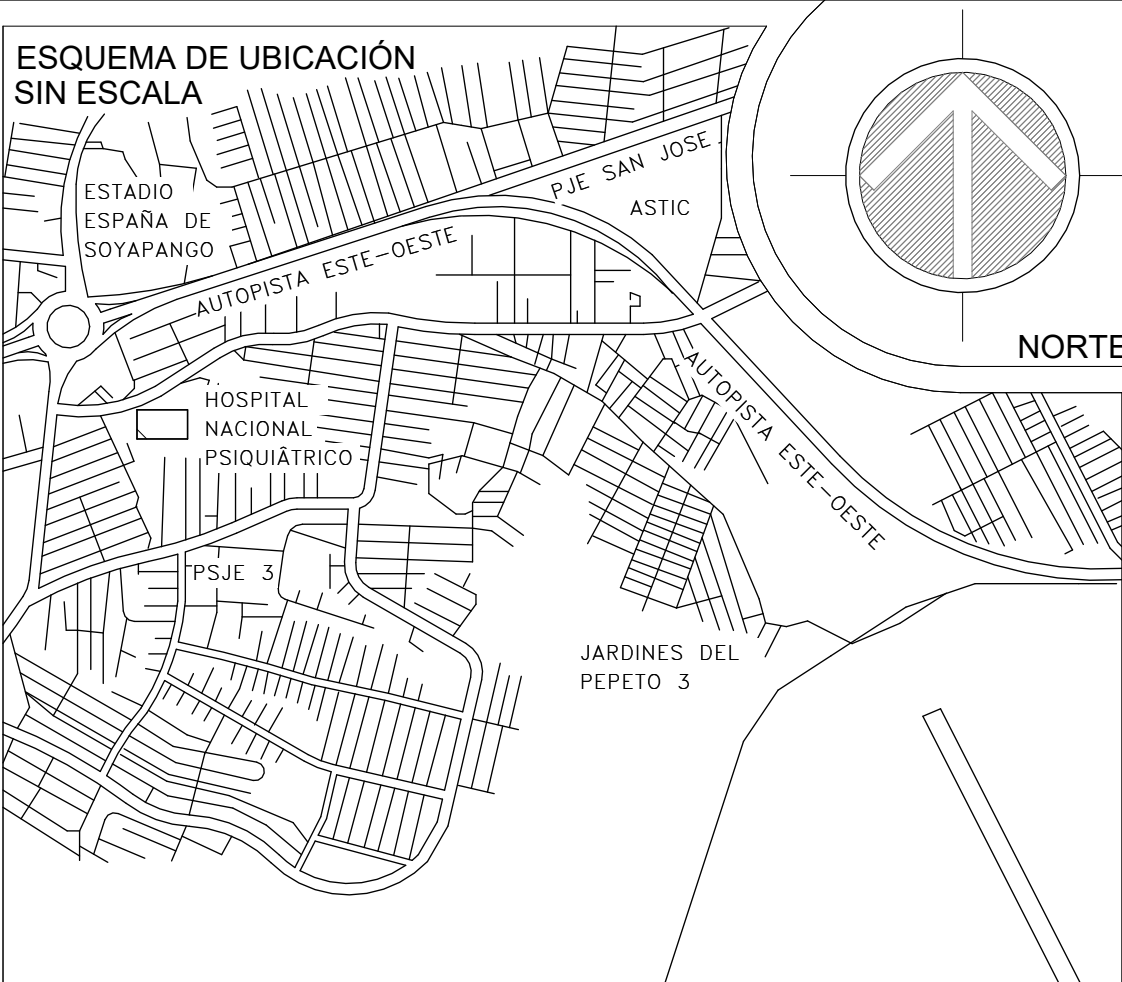 ESQUEMA DE UBICACIÓN
SIN ESCALA
PJE SAN JOSE
ASTIC
ESTADIO
ESPAÑA DE
SOYAPANGO
AUTOPISTA ESTE-OESTE
NORTE
AUTOPISTA ESTE-OESTE
HOSPITAL
NACIONAL
PSIQUIÂTRICO
PSJE 3
JARDINES DEL
PEPETO 3